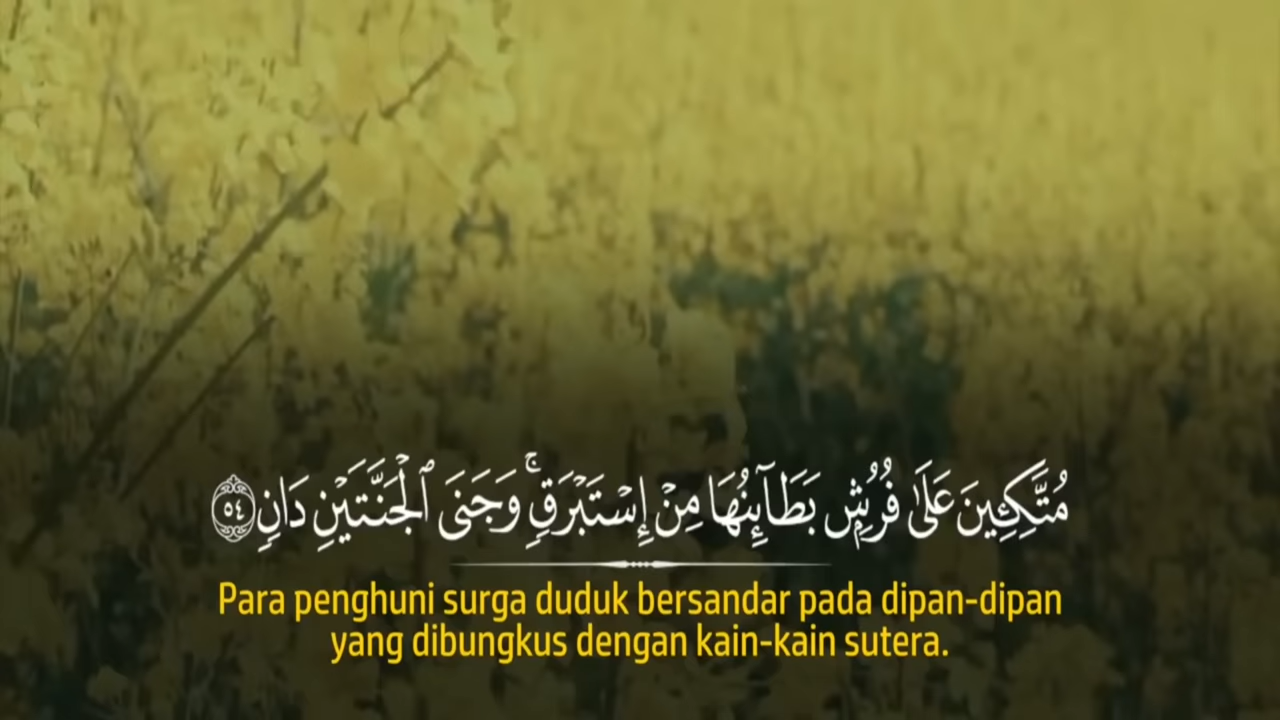 مُتَّكِـِٔينَ عَلَىٰ فُرُشٍۭ بَطَآئِنُهَا مِنْ إِسْتَبْرَقٍۚ وَجَنَى ٱلْجَنَّتَيْنِ دَانٍ ٥٤
Para penghuni surga duduk bersandar pada dipan-dipan
yang dibungkus dengan kain-kain sutera.